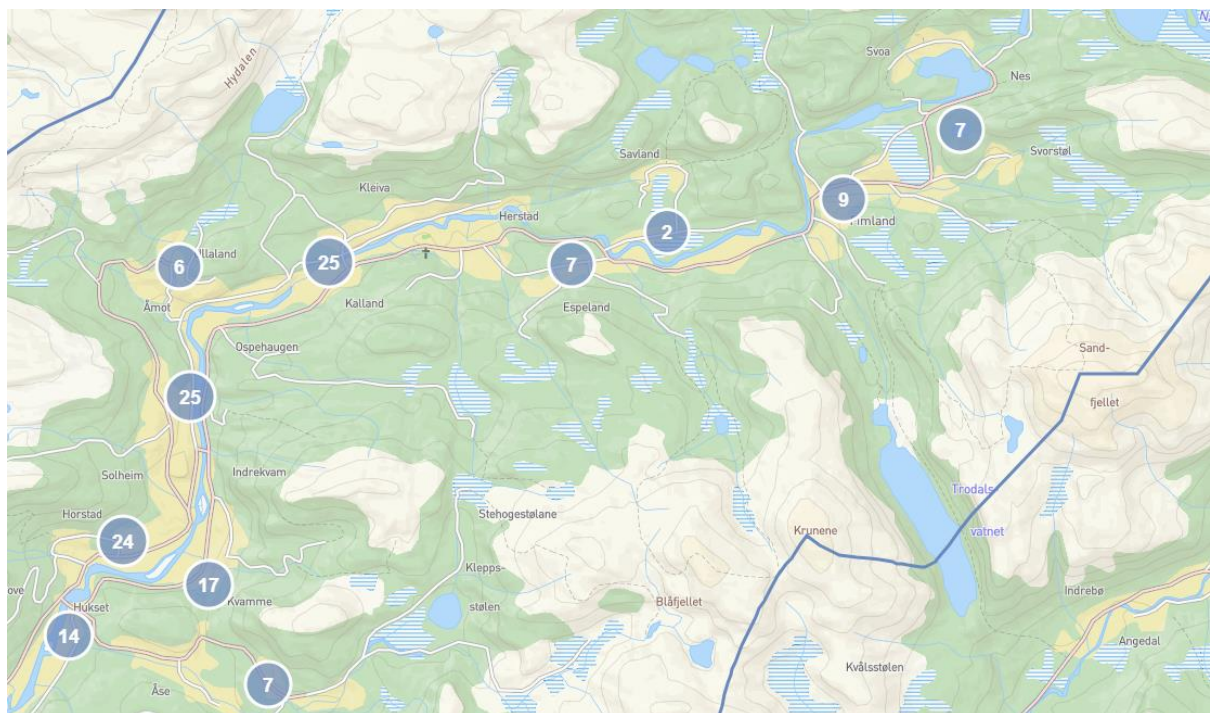 Svoa
Nes
Hydalen
7
Savland
Svorstøl
Kleiva
9
Herstad
2
6
25
7
Åmot
Kalland
Espeland
Ospehaugen
Sand-
fjellet
25
Solheim
Indrekvam
Trodals-
vatnet
Horstad
Stehogestølane
Krunene
24
Klepps-
stølen
17
Kvamme
Hukset
Blåfjellet
Indrebø
14
Angedal
Kvålsstølen
7
Åse